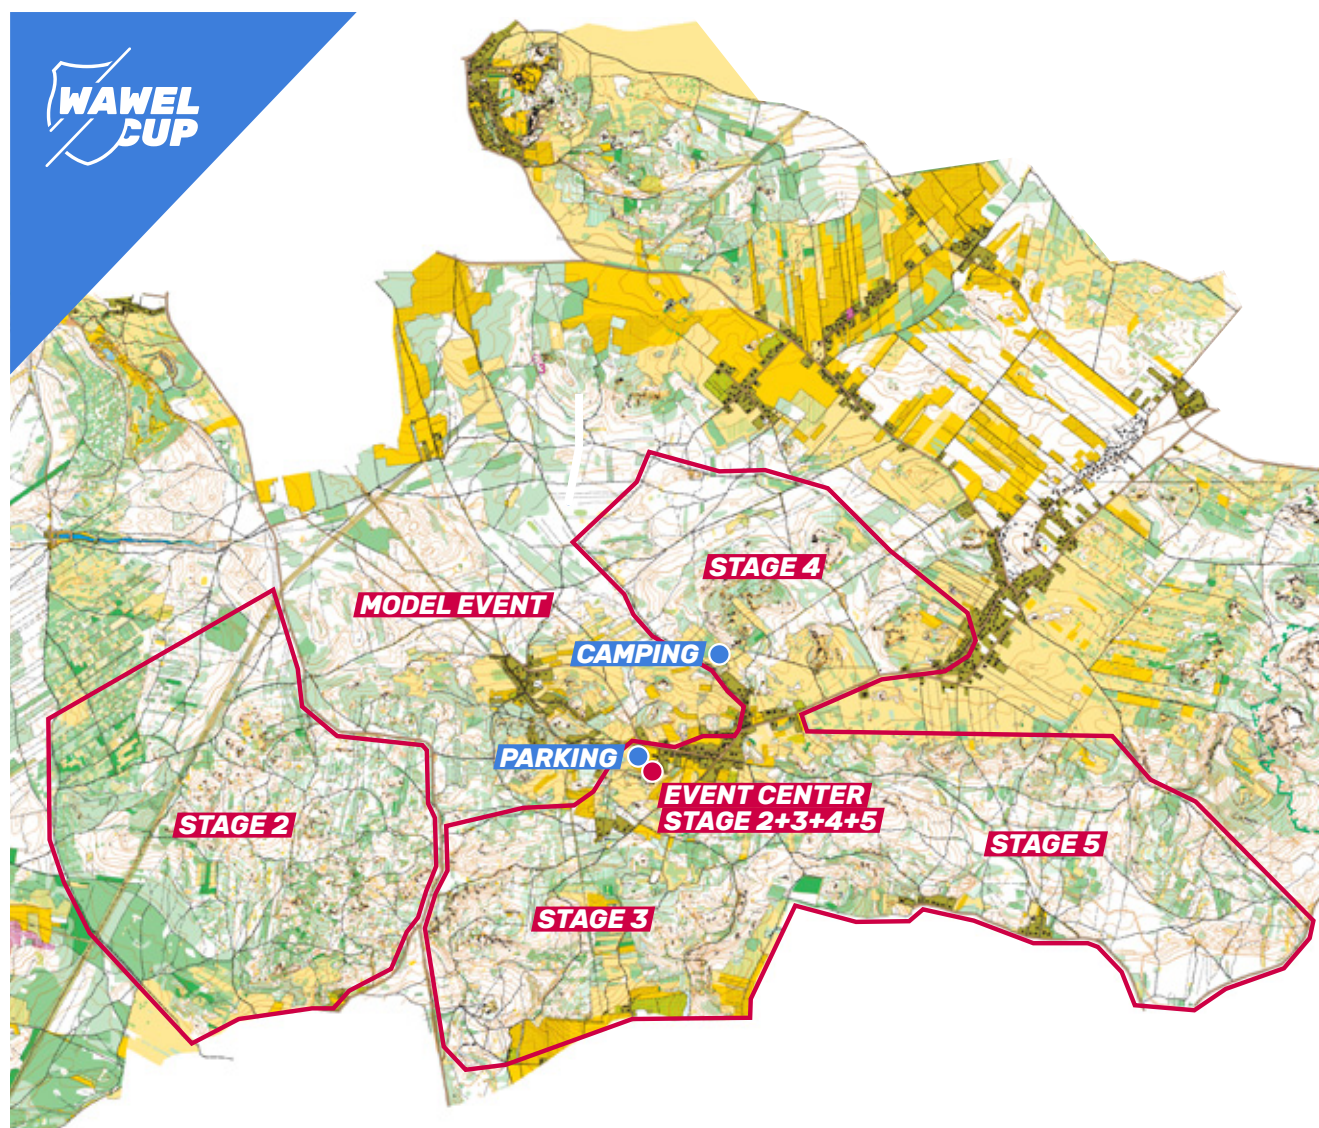 WAWEL
CUP
STAGE 4
MODEL EVENT
CAMPING
PARKING
EVENT CENTER
STAGE 2+3+4+5
STAGE 2
STAGE 5
STAGE 3